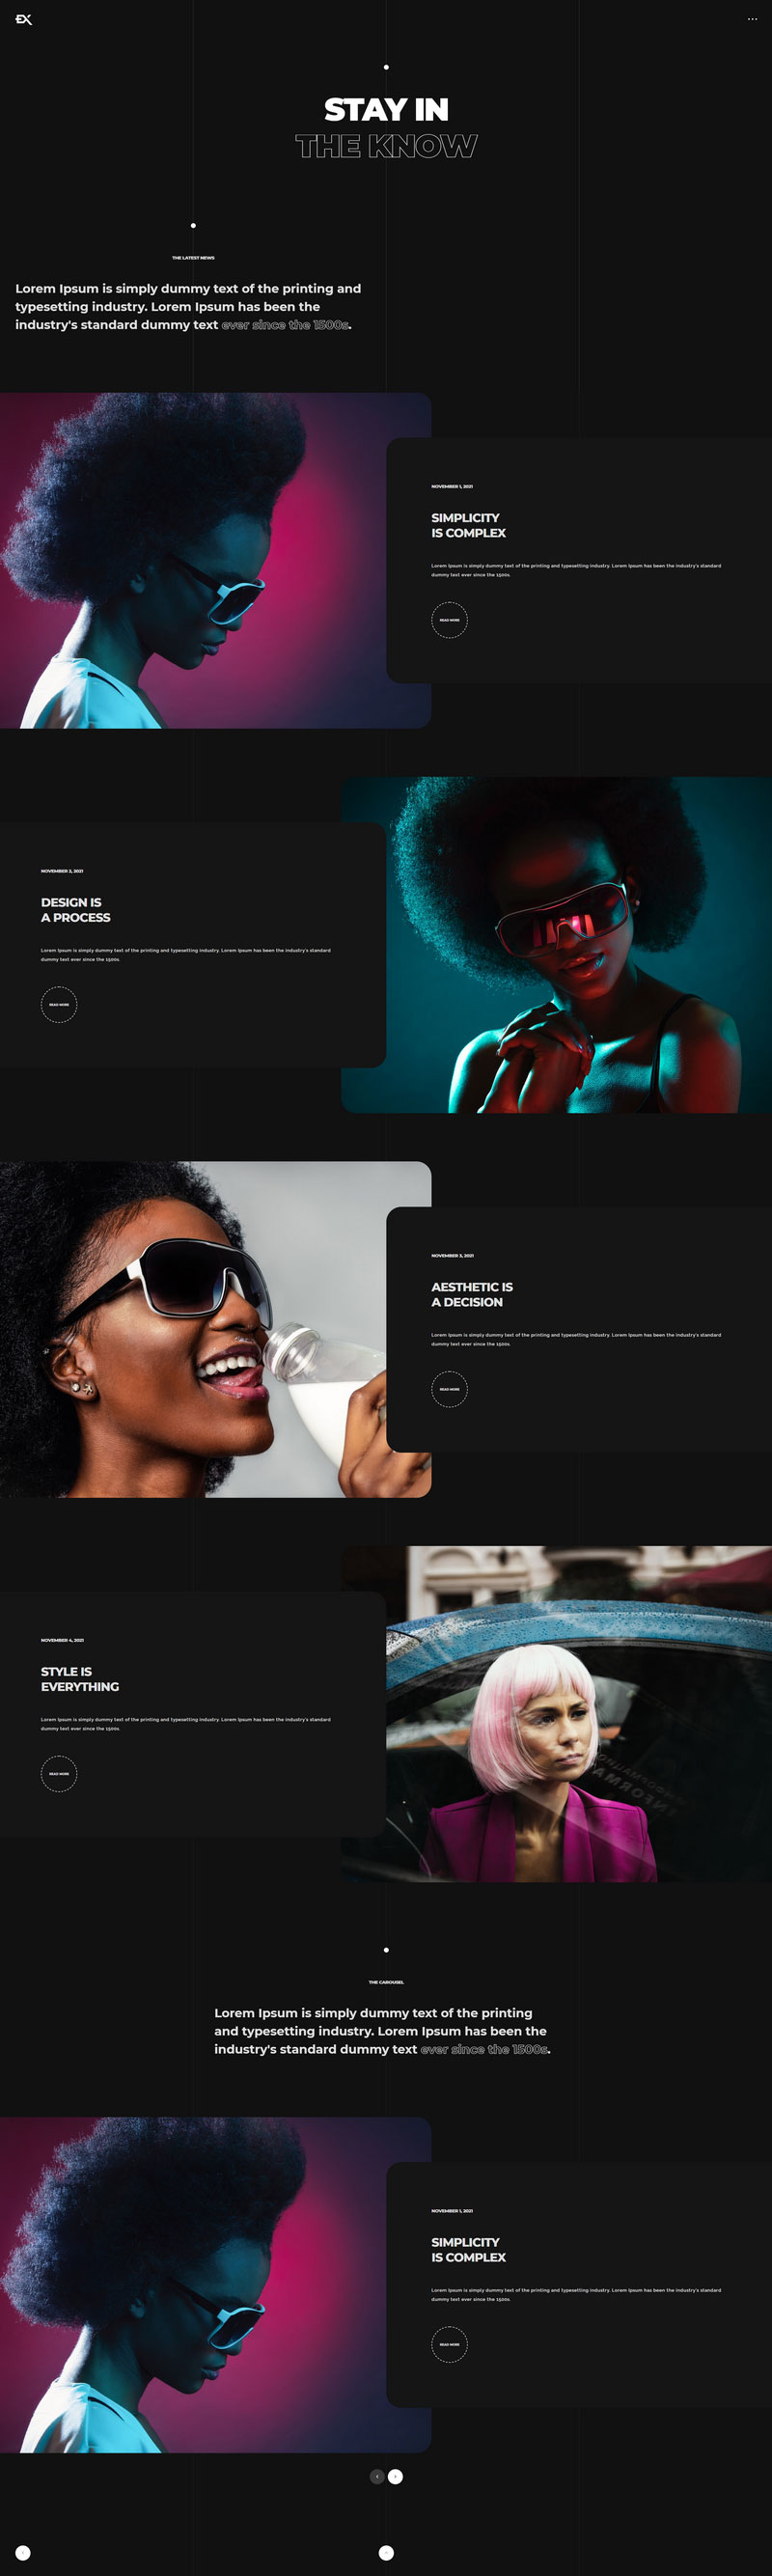 EX
STAY IN
THE KNOW
THE LATEST NEWS
Lorem Ipsum is simply dummy text of the printing and
typesetting industry. Lorem Ipsum has been the
industry's standard dummy text ever since the 1500s.
NOVEMBER 1, 2021
SIMPLICITY
IS COMPLEX
Lorem Ipsum is simply dummy text of the printing and typesetting industry. Lorem Ipsum has been the industry's standard
dummy text ever since the 1500s.
READ MORE
NOVEMBER 2, 2021
DESIGN IS
A PROCESS
Lorem Ipsum is simply dummy text of the printing and typesetting industry. Lorem Ipsum has been the industry's standard
dummy text ever since the 1500s.
READ MORE
NOVEMBER 3, 2021
AESTHETIC IS
A DECISION
Lorem Ipsum is simply dummy text of the printing and typesetting industry. Lorem Ipsum has been the industry's standard
dummy text ever since the 1500s.
READ MORE
NOVEMBER 4, 2021
STYLE IS
EVERYTHING
Lorem Ipsum is simply dummy text of the printing and typesetting industry. Lorem Ipsum has been the industry's standard
dummy text ever since the 1500s.
READ MORE
THE CAROUSEL
Lorem Ipsum is simply dummy text of the printing
and typesetting industry. Lorem Ipsum has been the
industry's standard dummy text ever since the 1500s.
NOVEMBER 1, 2021
SIMPLICITY
IS COMPLEX
Lorem Ipsum is simply dummy text of the printing and typesetting industry. Lorem Ipsum has been the industry's standard
dummy text ever since the 1500s.
READ MORE